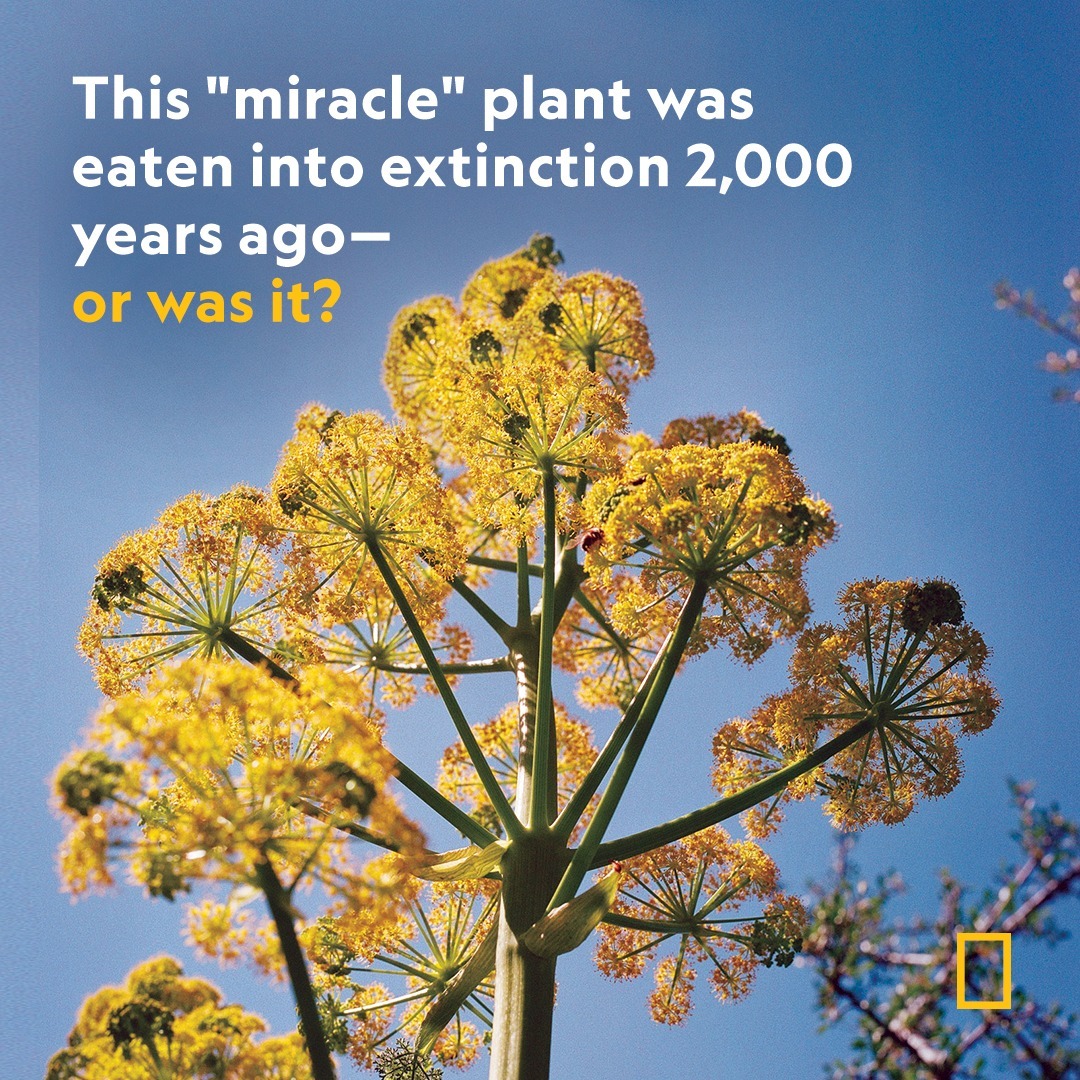 This "miracle" plant was
eaten into extinction 2,000
years ago—
or was it?